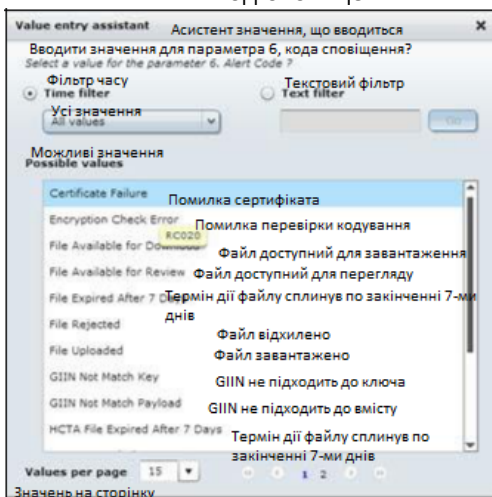 Value entry assistant Асистент значення, що вводиться
Вводити значення для параметра 6, кода сповіщення?
Select a value for the parameter 6. Alert Code ?
Фільтр часу Текстовий фільтр
Time filter Text filter
Усі значення
All values Go
Можливі значення
Possible values
Certificate Failure Помилка сертифіката
Encryption Check Error Помилка перевірки кодування
RC020
File Available for Download Файл доступний для завантаження
File Available for Review Файл доступний для перегляду
File Expired After 7 Days Термін дії файлу сплинув по закінченні 7-ми
днів
File Rejected Файл відхилено
File Uploaded Файл завантажено
GIIN Not Match Key GIIN не підходить до ключа
GIIN Not Match Payload GIIN не підходить до вмісту
HCTA File Expired After 7 Days Термін дії файлу сплинув по
закінченні 7-ми днів
Values per page 15 1 2
Значень на сторінку